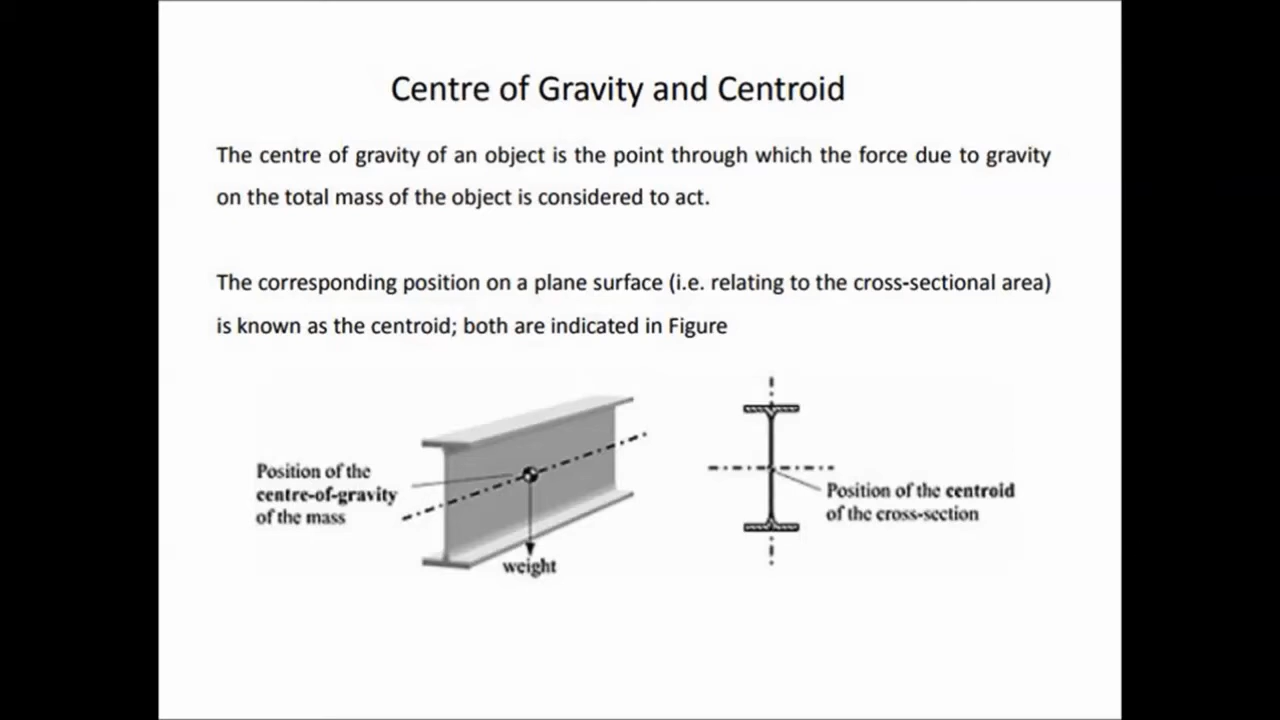 Centre of Gravity and Centroid
The centre of gravity of an object is the point through which the force due to gravity
on the total mass of the object is considered to act.
The corresponding position on a plane surface (i.e. relating to the cross-sectional area)
is known as the centroid; both are indicated in Figure
Position of the
centre-of-gravity
of the mass
weight
Position of the centroid
of the cross-section